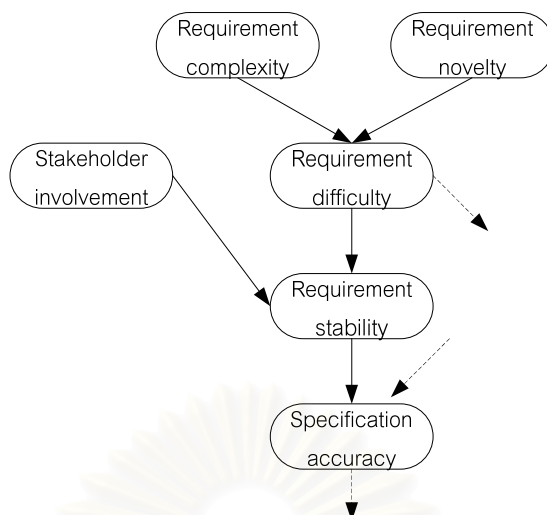 Requirement
complexity
Requirement
novelty
Stakeholder
involvement
Requirement
difficulty
Requirement
stability
Specification
accuracy